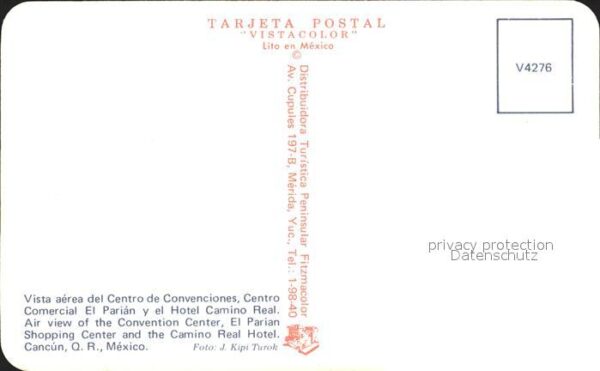 TARJETA POSTAL
"VISTACOLOR"
Lito en México
V4276
© Distribuidora Turística Peninsular Fitzmacolor
Av. Cupules 197-B, Mérida, Yuc., Tel.: 1-98-40
privacy protection
Datenschutz
Vista aérea del Centro de Convenciones, Centro
Comercial El Parián y el Hotel Camino Real.
Air view of the Convention Center, El Parian
Shopping Center and the Camino Real Hotel.
Cancún, Q. R., México. Foto: J. Kipi Turok